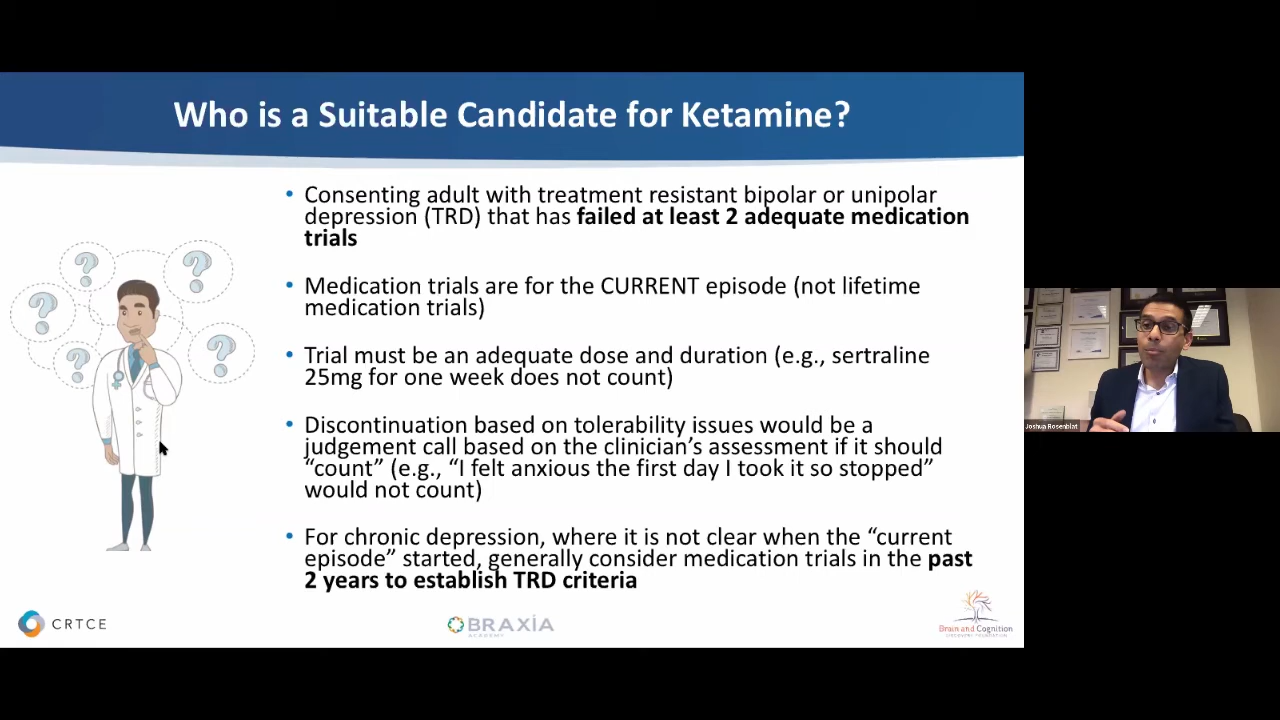 Who is a Suitable Candidate for Ketamine?
• Consenting adult with treatment resistant bipolar or unipolar
depression (TRD) that has failed at least 2 adequate medication
trials
• Medication trials are for the CURRENT episode (not lifetime
medication trials)
• Trial must be an adequate dose and duration (e.g., sertraline
25mg for one week does not count)
• Discontinuation based on tolerability issues would be a
judgement call based on the clinician's assessment if it should
“count” (e.g., “I felt anxious the first day I took it so stopped”
would not count)
• For chronic depression, where it is not clear when the “current
episode” started, generally consider medication trials in the past
2 years to establish TRD criteria
? ? ? ? ?
CRTCE
BRAXIA
ACADEMY
Brain and Cognition
DISCOVERY FOUNDATION
Joshua Rosenblat